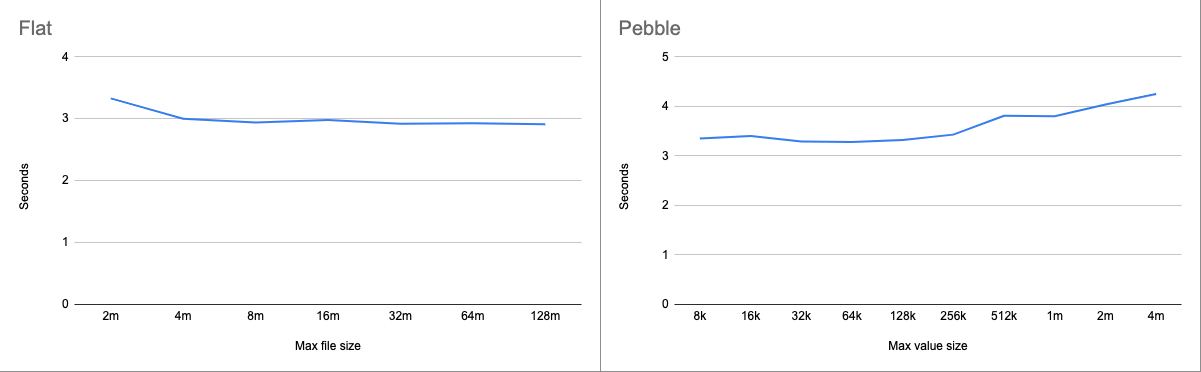 Flat
4
3
2
1
0
Seconds
2m 4m 8m 16m 32m 64m 128m
Max file size
Pebble
5
4
3
2
1
0
Seconds
8k 16k 32k 64k 128k 256k 512k 1m 2m 4m
Max value size